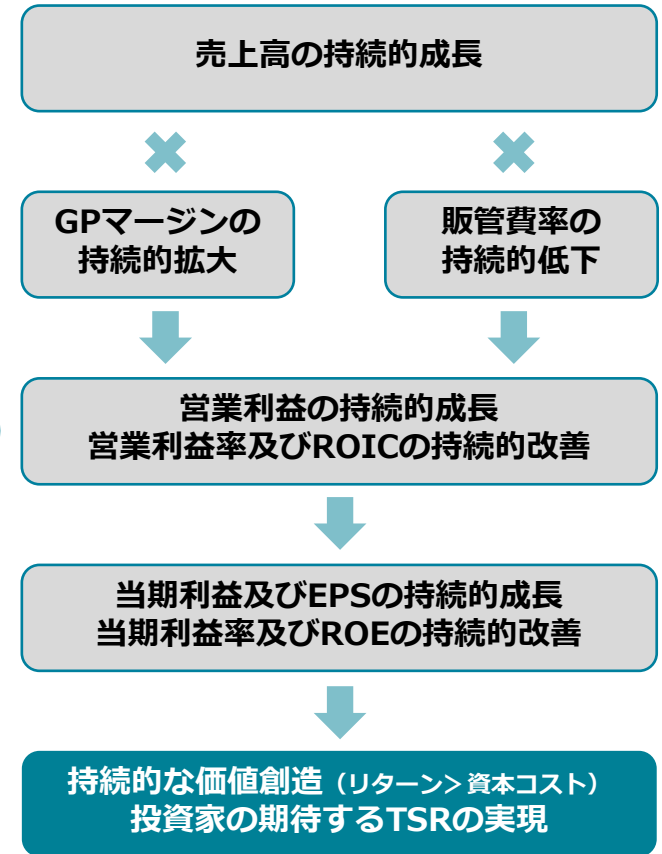 売上高の持続的成長
GPマージンの
持続的拡大
販管費率の
持続的低下
営業利益の持続的成長
営業利益率及びROICの持続的改善
当期利益及びEPSの持続的成長
当期利益率及びROEの持続的改善
持続的な価値創造（リターン＞資本コスト）
投資家の期待するTSRの実現